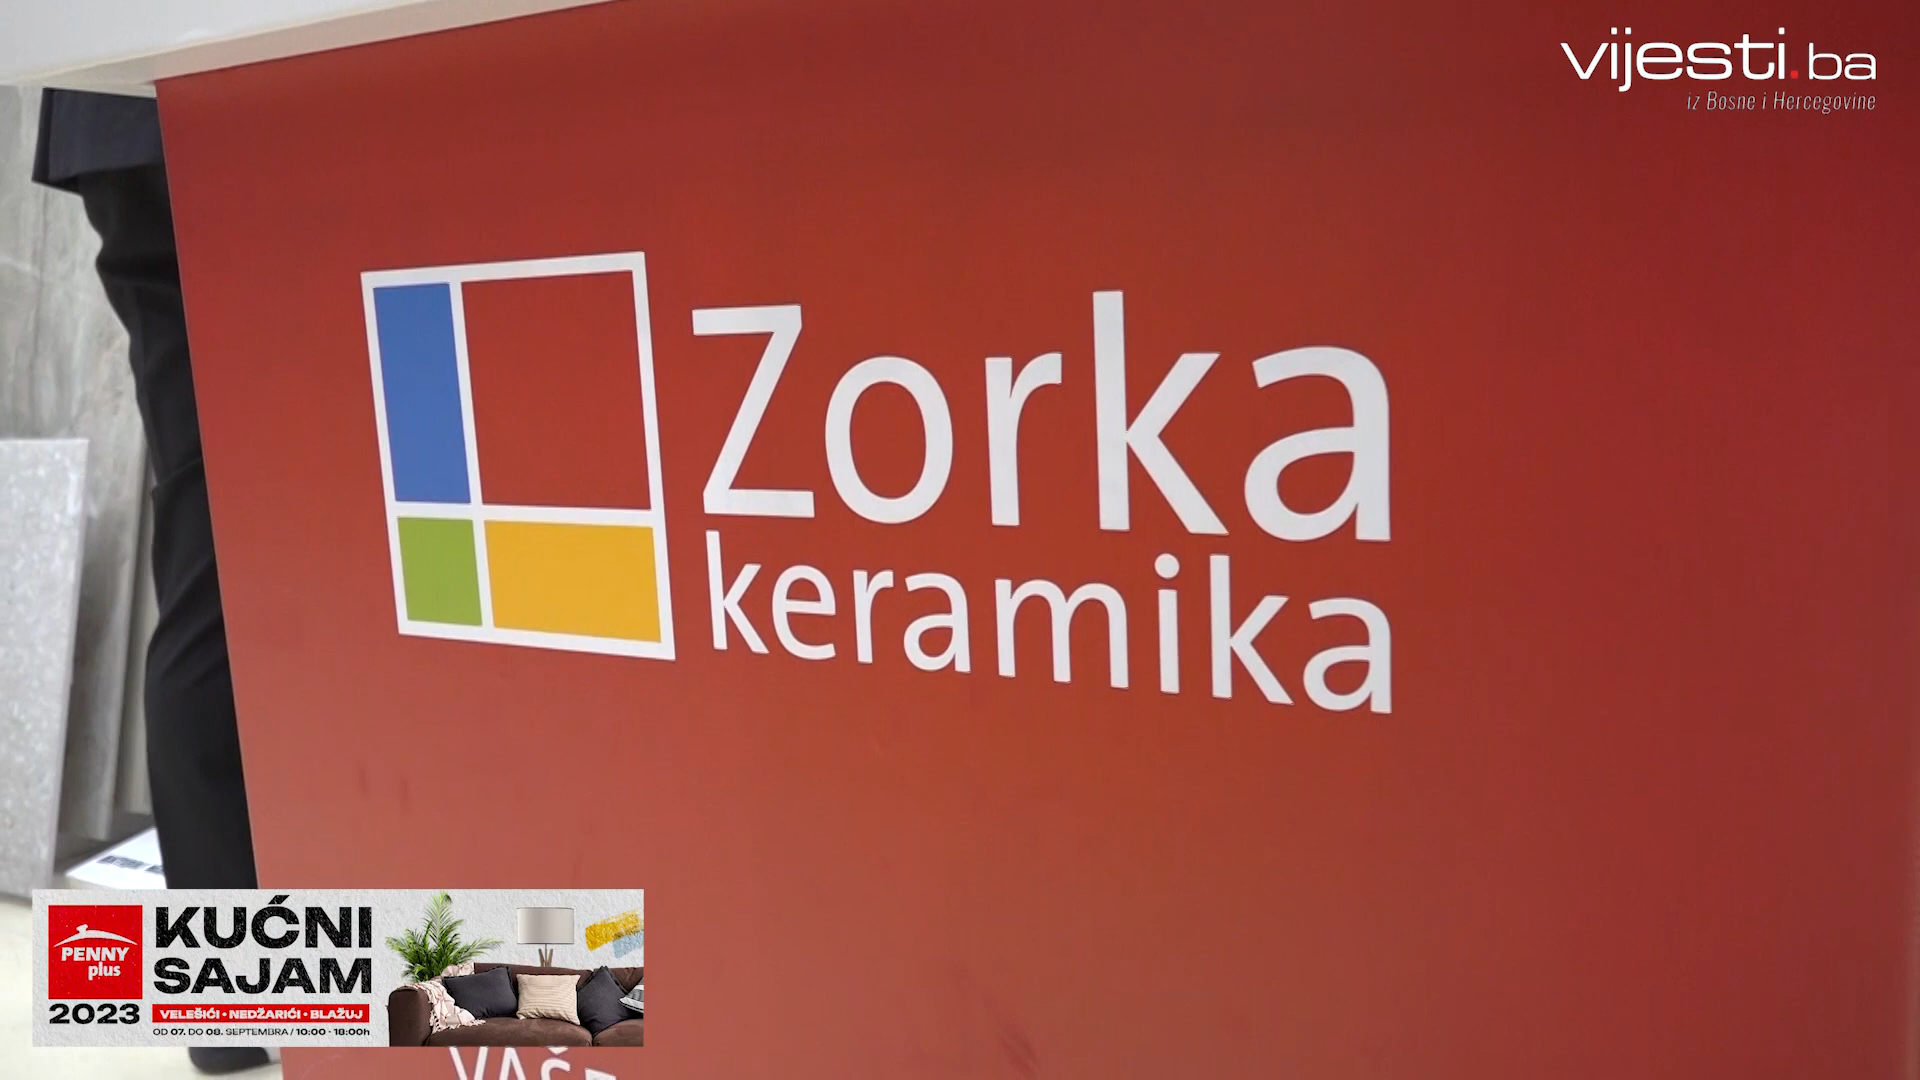 vijesti.ba
iz Bosne i Hercegovine
Zorka
keramika
PENNY
plus
2023
KUĆNI
SAJAM
VELEŠIĆI • NEDŽARIĆI • BLAŽUJ
OD 07. DO 08. SEPTEMBRA / 10:00 - 18:00h